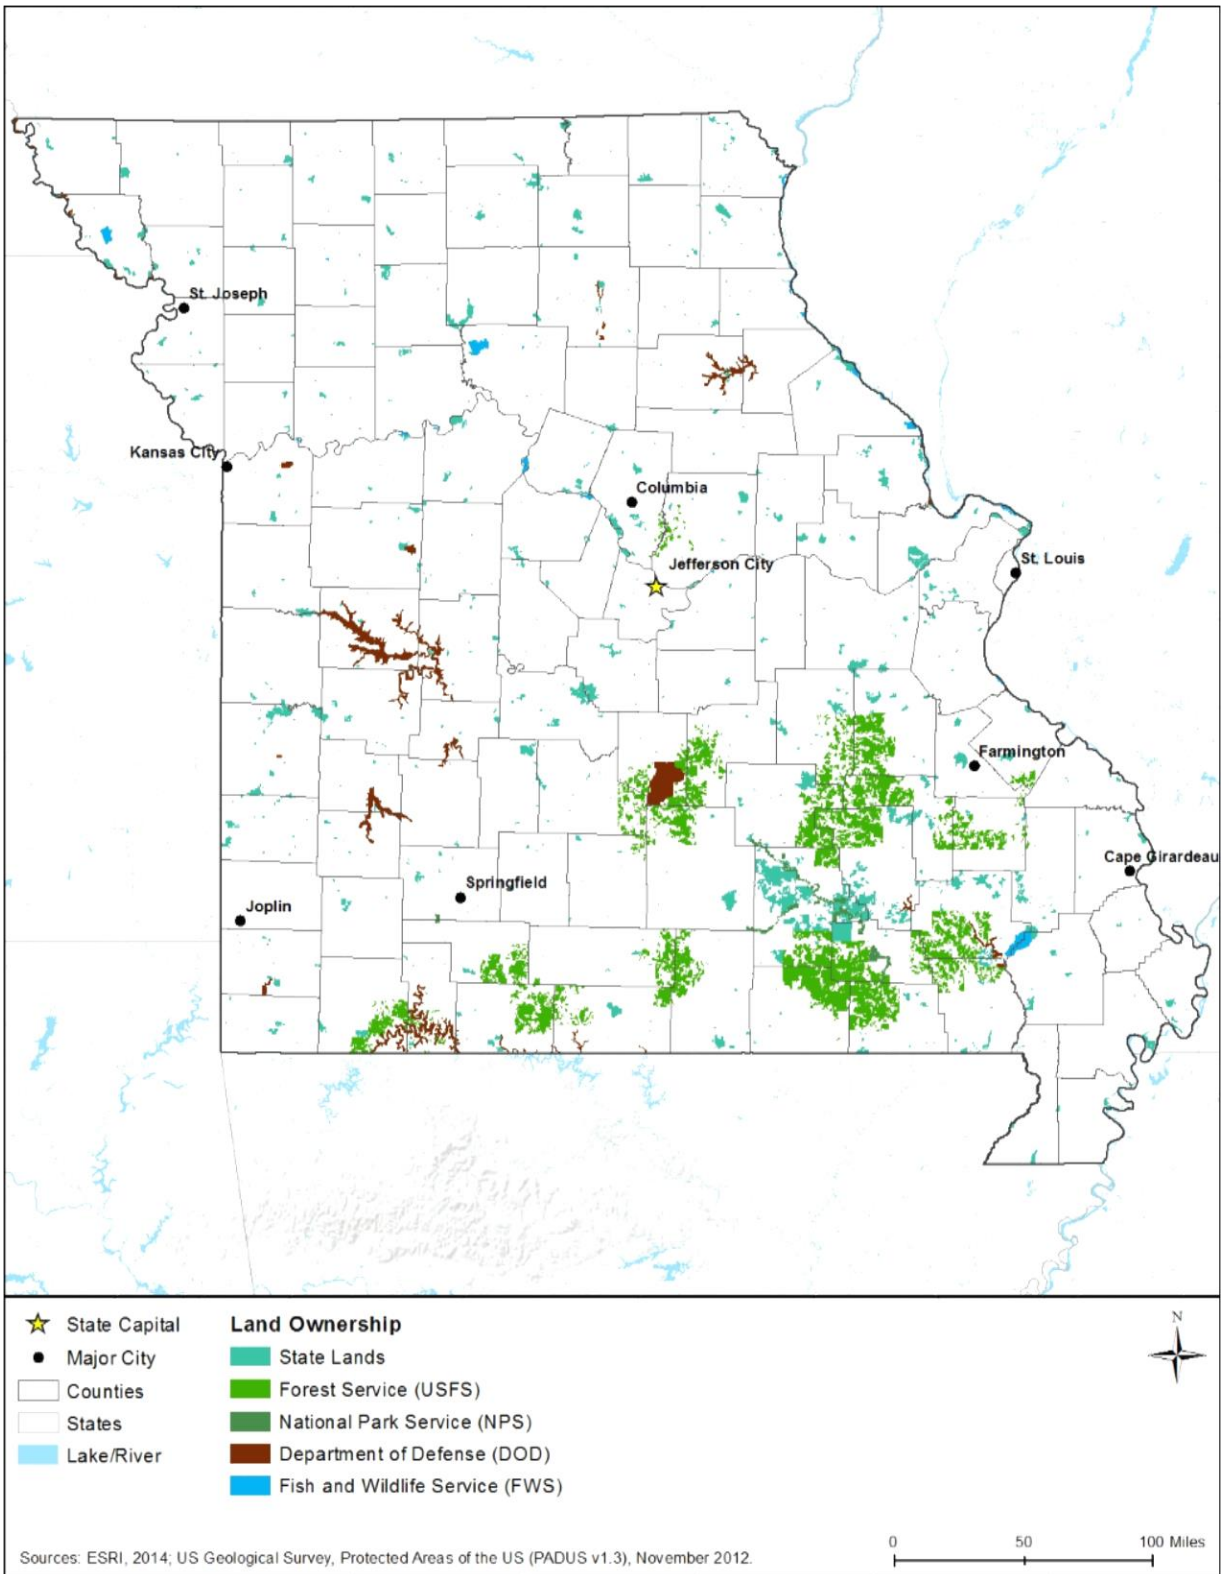 St. Joseph
Kansas City
Columbia
Jefferson City
St. Louis
Farmington
Cape Girardeau
Springfield
Joplin
State Capital
Major City
Counties
States
Lake/River
Land Ownership
State Lands
Forest Service (USFS)
National Park Service (NPS)
Department of Defense (DOD)
Fish and Wildlife Service (FWS)
N
0 50 100 Miles
Sources: ESRI, 2014; US Geological Survey, Protected Areas of the US (PADUS v1.3), November 2012.